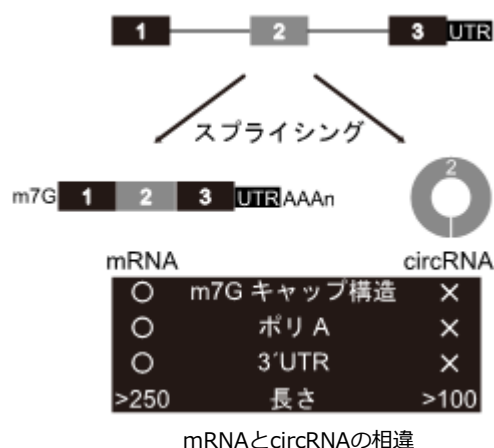 1 2 3 UTR
スプライシング
m7G 1 2 3 UTR AAAn
2
mRNA circRNA
○ m7G キャップ構造 ×
○ ポリ A ×
○ 3´UTR ×
>250 長さ >100
mRNAとcircRNAの相違